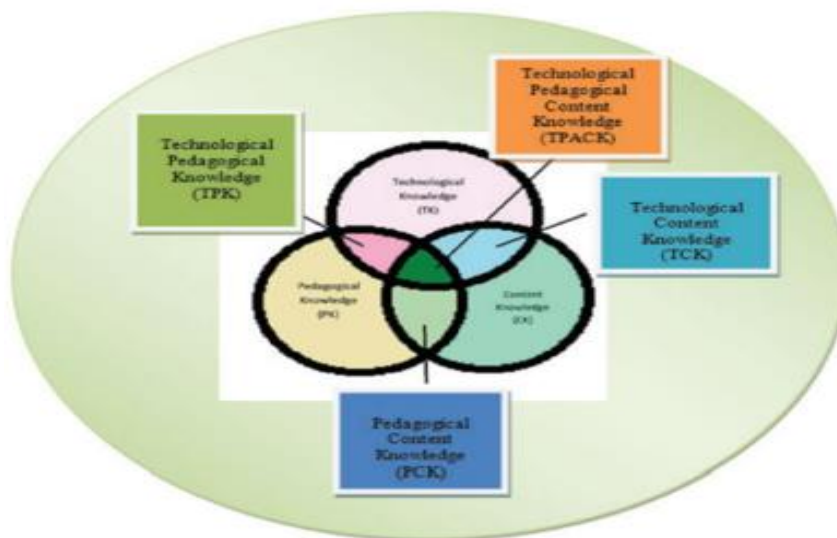 Technological
Pedagogical
Content
Knowledge
(TPACK)
Technological
Pedagogical
Knowledge
(TPK)
Technological
Knowledge
(TK)
Technological
Content
Knowledge
(TCK)
Pedagogical
Knowledge
(PK)
Content
Knowledge
(CK)
Pedagogical
Content
Knowledge
(PCK)